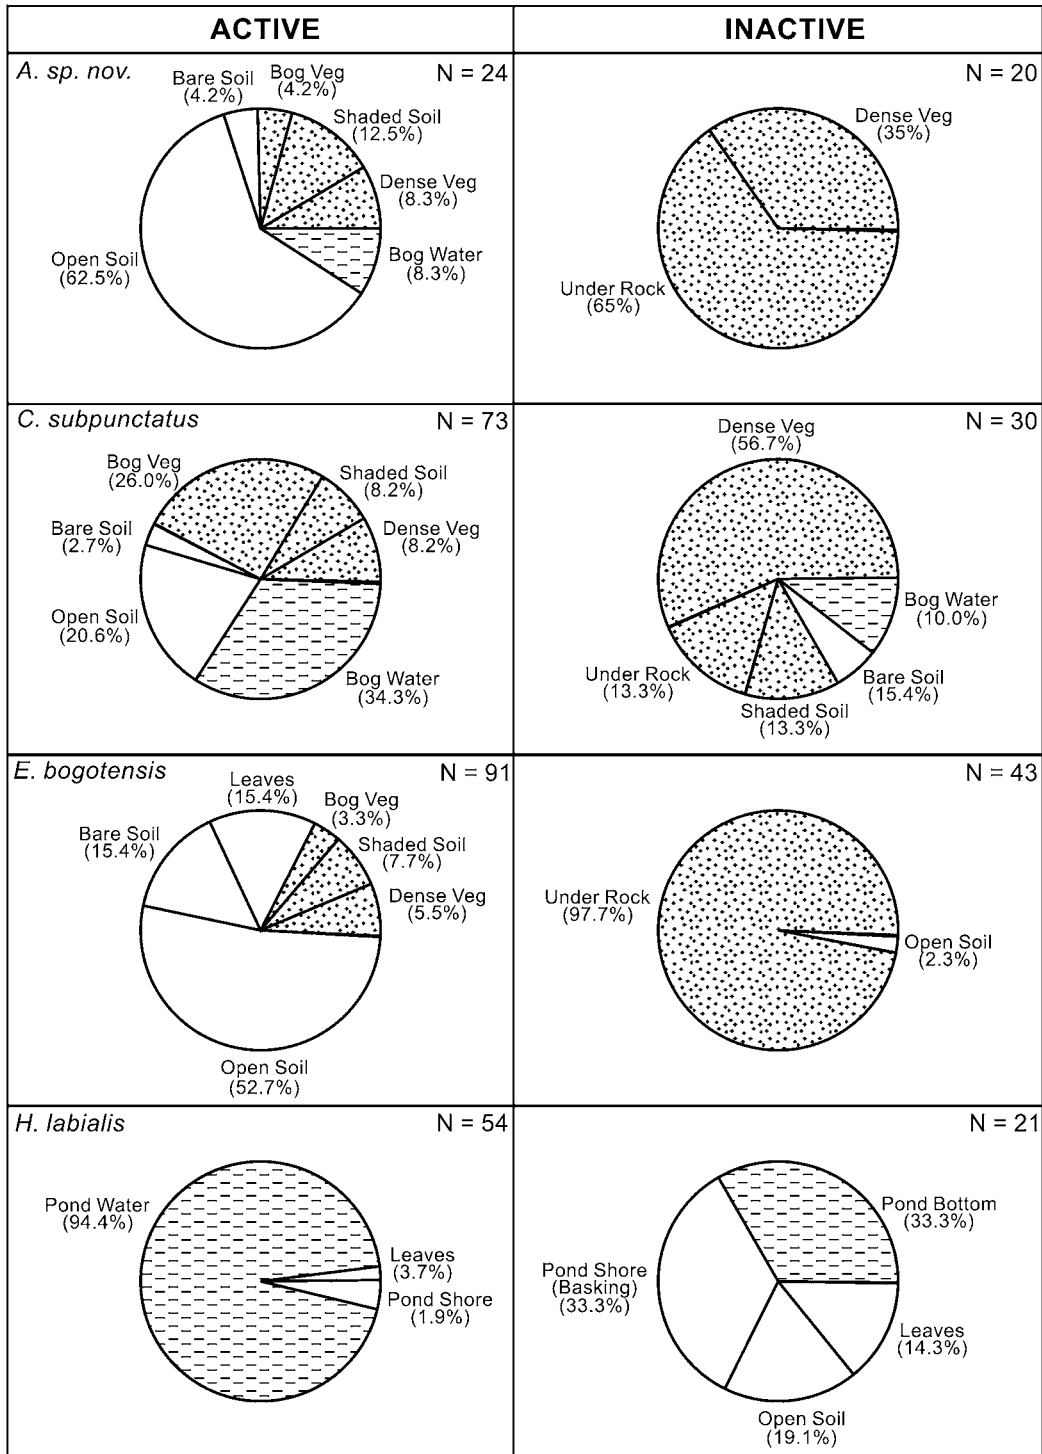 ACTIVE
INACTIVE
A. sp. nov.
N = 24
Bare Soil
(4.2%)
Bog Veg
(4.2%)
Shaded Soil
(12.5%)
Dense Veg
(8.3%)
Bog Water
(8.3%)
Open Soil
(62.5%)
N = 20
Dense Veg
(35%)
Under Rock
(65%)
C. subpunctatus
N = 73
Bog Veg
(26.0%)
Shaded Soil
(8.2%)
Dense Veg
(8.2%)
Bare Soil
(2.7%)
Open Soil
(20.6%)
Bog Water
(34.3%)
N = 30
Dense Veg
(56.7%)
Bog Water
(10.0%)
Bare Soil
(15.4%)
Under Rock
(13.3%)
Shaded Soil
(13.3%)
E. bogotensis
N = 91
Leaves
(15.4%)
Bog Veg
(3.3%)
Shaded Soil
(7.7%)
Dense Veg
(5.5%)
Bare Soil
(15.4%)
Open Soil
(52.7%)
N = 43
Under Rock
(97.7%)
Open Soil
(2.3%)
H. labialis
N = 54
Pond Water
(94.4%)
Leaves
(3.7%)
Pond Shore
(1.9%)
N = 21
Pond Bottom
(33.3%)
Pond Shore
(Basking)
(33.3%)
Leaves
(14.3%)
Open Soil
(19.1%)